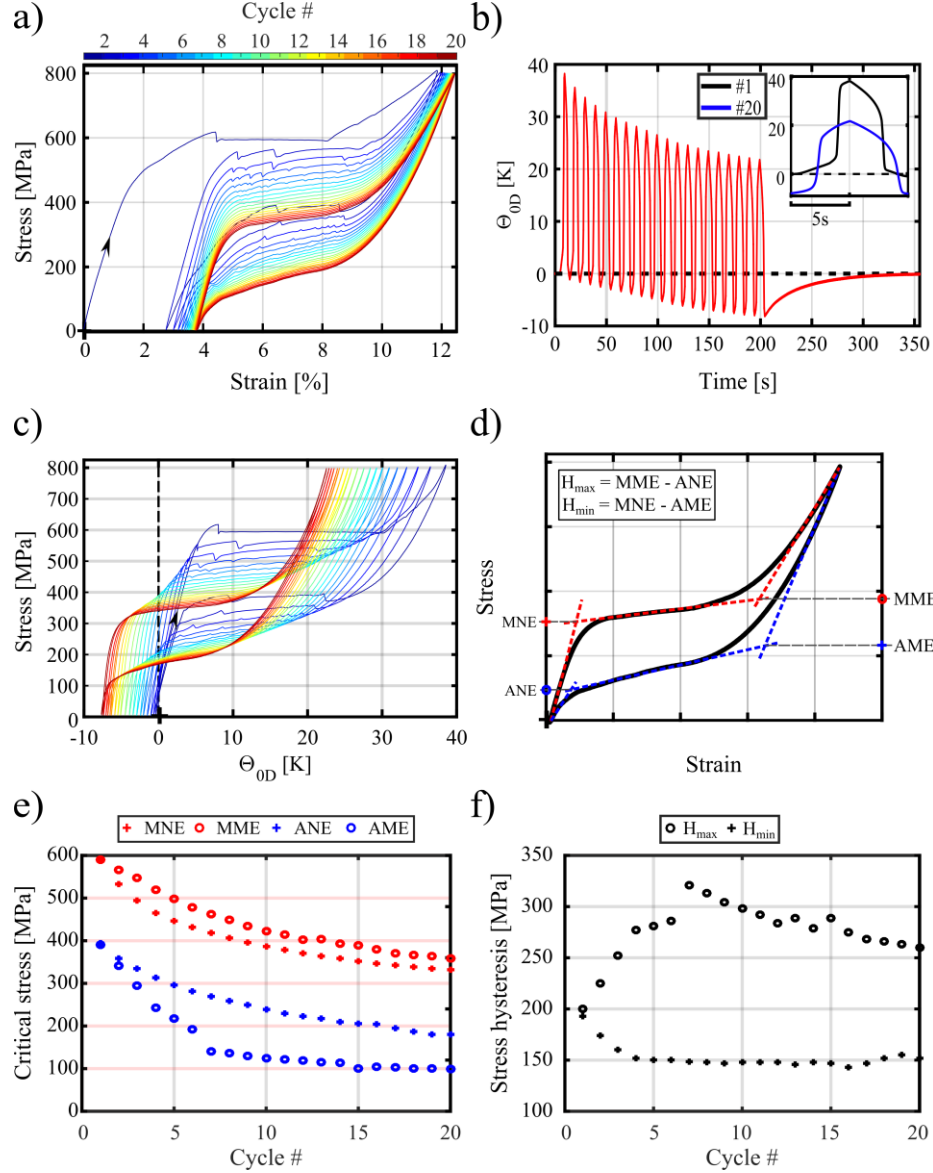 a)
Cycle #
2 4 6 8 10 12 14 16 18 20
800
600
400
200
0
Stress [MPa]
0 2 4 6 8 10 12
Strain [%]
b)
40
30
20
10
0
-10
Θ0D [K]
#1
#20
40
20
0
5s
0 50 100 150 200 250 300 350
Time [s]
c)
800
700
600
500
400
300
200
100
0
Stress [MPa]
-10 0 10 20 30 40
Θ0D [K]
d)
Hmax = MME - ANE
Hmin = MNE - AME
Stress
MNE
ANE
MME
AME
Strain
e)
MNE MME ANE AME
600
500
400
300
200
100
0
Critical stress [MPa]
5 10 15 20
Cycle #
f)
Hmax Hmin
350
300
250
200
150
100
Stress hysteresis [MPa]
0 5 10 15 20
Cycle #